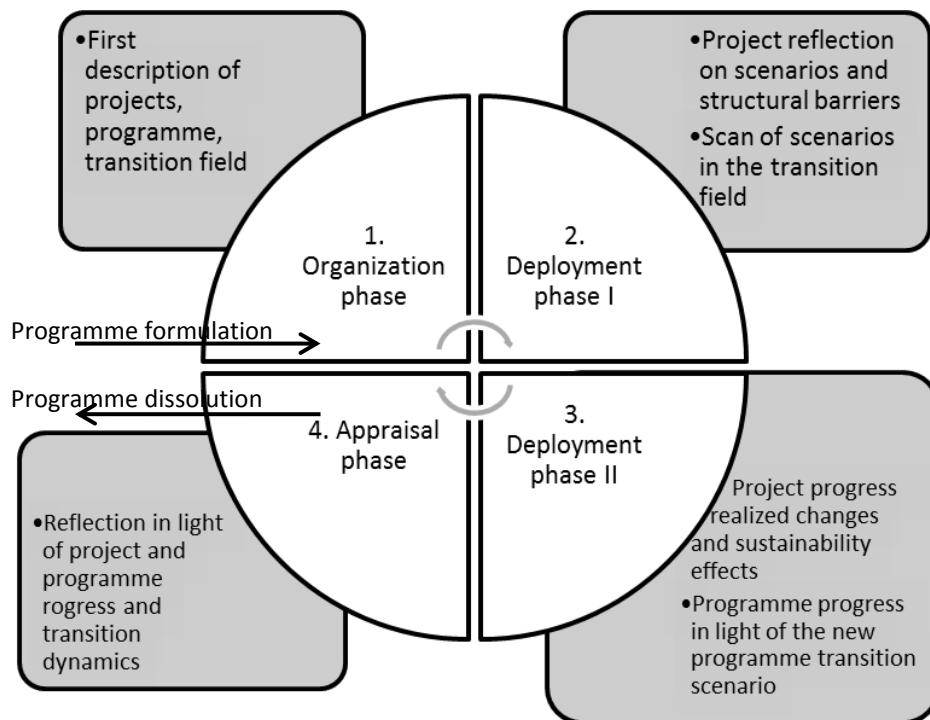 •First
description of
projects,
programme,
transition field
•Project reflection
on scenarios and
structural barriers
•Scan of scenarios
in the transition
field
1.
Organization
phase
2.
Deployment
phase I
Programme formulation
Programme dissolution
4. Appraisal
phase
3.
Deployment
phase II
•Reflection in light
of project and
programme
rogress and
transition
dynamics
Project progress
realized changes
and sustainability
effects
•Programme progress
in light of the new
programme transition
scenario